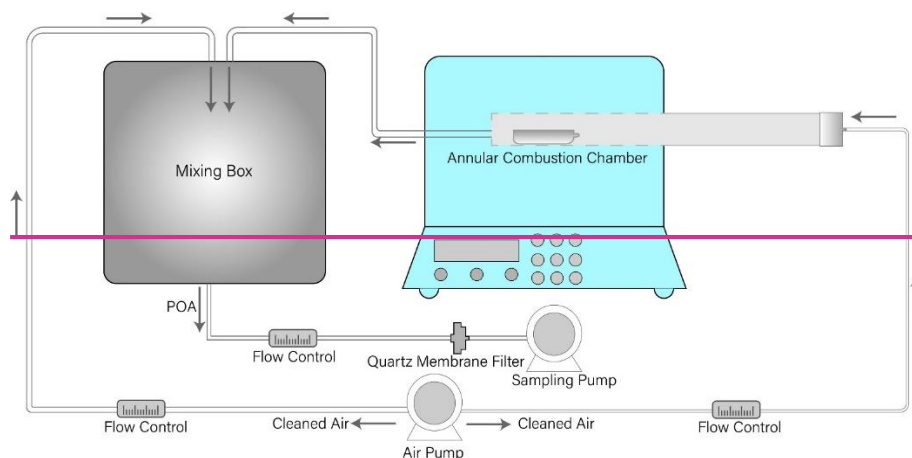 Mixing Box
Annular Combustion Chamber
POA
Flow Control
Quartz Membrane Filter
Sampling Pump
Flow Control
Cleaned Air
Cleaned Air
Flow Control
Air Pump